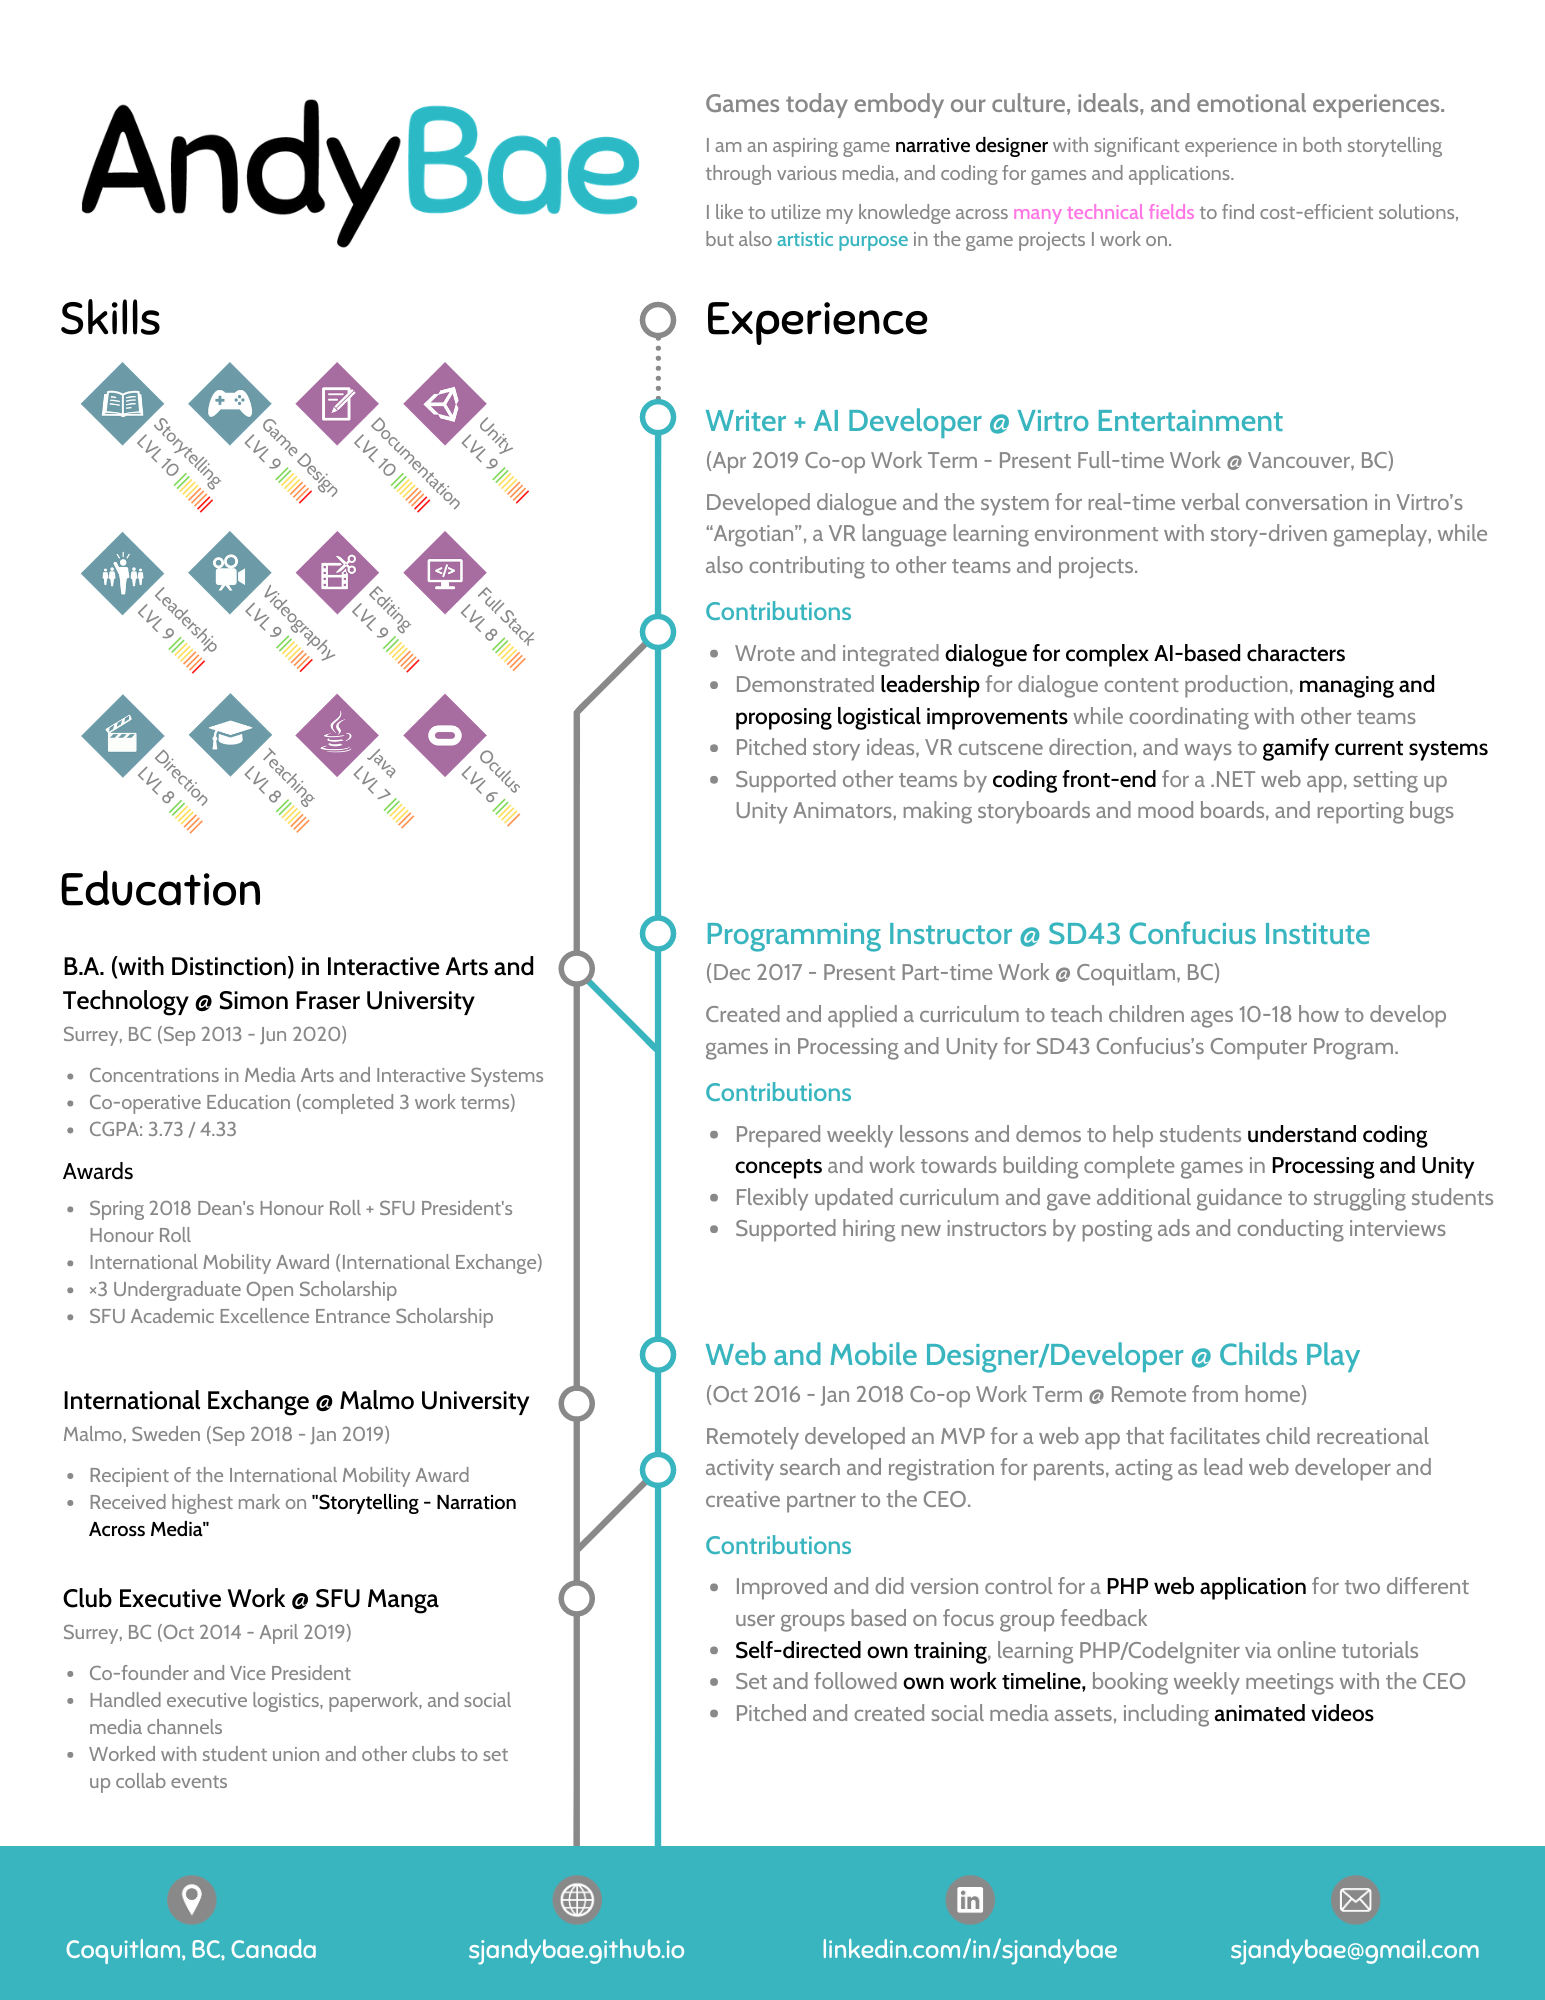 AndyBae
Games today embody our culture, ideals, and emotional experiences.
I am an aspiring game narrative designer with significant experience in both storytelling
through various media, and coding for games and applications.
I like to utilize my knowledge across many technical fields to find cost-efficient solutions,
but also artistic purpose in the game projects I work on.
Skills
Storytelling
LVL 10
Game Design
LVL 9
Documentation
LVL 10
Unity
LVL 9
Leadership
LVL 9
Videography
LVL 9
Editing
LVL 9
</>
Full Stack
LVL 8
Direction
LVL 8
Teaching
LVL 8
Java
LVL 7
Oculus
LVL 6
Education
B.A. (with Distinction) in Interactive Arts and
Technology @ Simon Fraser University
Surrey, BC (Sep 2013 - Jun 2020)
• Concentrations in Media Arts and Interactive Systems
• Co-operative Education (completed 3 work terms)
• CGPA: 3.73 / 4.33
Awards
• Spring 2018 Dean's Honour Roll + SFU President's
Honour Roll
• International Mobility Award (International Exchange)
• ×3 Undergraduate Open Scholarship
• SFU Academic Excellence Entrance Scholarship
International Exchange @ Malmo University
Malmo, Sweden (Sep 2018 - Jan 2019)
• Recipient of the International Mobility Award
• Received highest mark on "Storytelling - Narration
Across Media"
Club Executive Work @ SFU Manga
Surrey, BC (Oct 2014 - April 2019)
• Co-founder and Vice President
• Handled executive logistics, paperwork, and social
media channels
• Worked with student union and other clubs to set
up collab events
Experience
Writer + AI Developer @ Virtro Entertainment
(Apr 2019 Co-op Work Term - Present Full-time Work @ Vancouver, BC)
Developed dialogue and the system for real-time verbal conversation in Virtro's
“Argotian”, a VR language learning environment with story-driven gameplay, while
also contributing to other teams and projects.
Contributions
• Wrote and integrated dialogue for complex AI-based characters
• Demonstrated leadership for dialogue content production, managing and
proposing logistical improvements while coordinating with other teams
• Pitched story ideas, VR cutscene direction, and ways to gamify current systems
• Supported other teams by coding front-end for a .NET web app, setting up
Unity Animators, making storyboards and mood boards, and reporting bugs
Programming Instructor @ SD43 Confucius Institute
(Dec 2017 - Present Part-time Work @ Coquitlam, BC)
Created and applied a curriculum to teach children ages 10-18 how to develop
games in Processing and Unity for SD43 Confucius's Computer Program.
Contributions
• Prepared weekly lessons and demos to help students understand coding
concepts and work towards building complete games in Processing and Unity
• Flexibly updated curriculum and gave additional guidance to struggling students
• Supported hiring new instructors by posting ads and conducting interviews
Web and Mobile Designer/Developer @ Childs Play
(Oct 2016 - Jan 2018 Co-op Work Term @ Remote from home)
Remotely developed an MVP for a web app that facilitates child recreational
activity search and registration for parents, acting as lead web developer and
creative partner to the CEO.
Contributions
• Improved and did version control for a PHP web application for two different
user groups based on focus group feedback
• Self-directed own training, learning PHP/CodeIgniter via online tutorials
• Set and followed own work timeline, booking weekly meetings with the CEO
• Pitched and created social media assets, including animated videos
Coquitlam, BC, Canada
sjandybae.github.io
in
linkedin.com/in/sjandybae
sjandybae@gmail.com